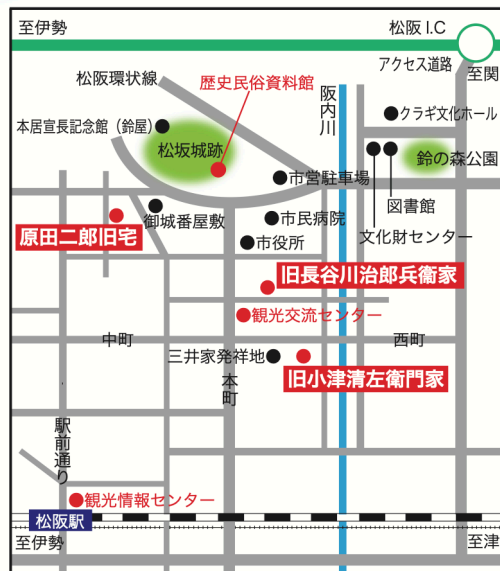 至伊勢
松阪 I.C
アクセス道路
至関
松阪環状線
歴史民俗資料館
阪内川
クラギ文化ホール
本居宣長記念館（鈴屋）
松坂城跡
鈴の森公園
市営駐車場
図書館
御城番屋敷
市民病院
文化財センター
原田二郎旧宅
市役所
旧長谷川治郎兵衞家
観光交流センター
中町
西町
三井家発祥地
旧小津清左衛門家
本町
駅前通り
観光情報センター
松阪駅
至伊勢
至津